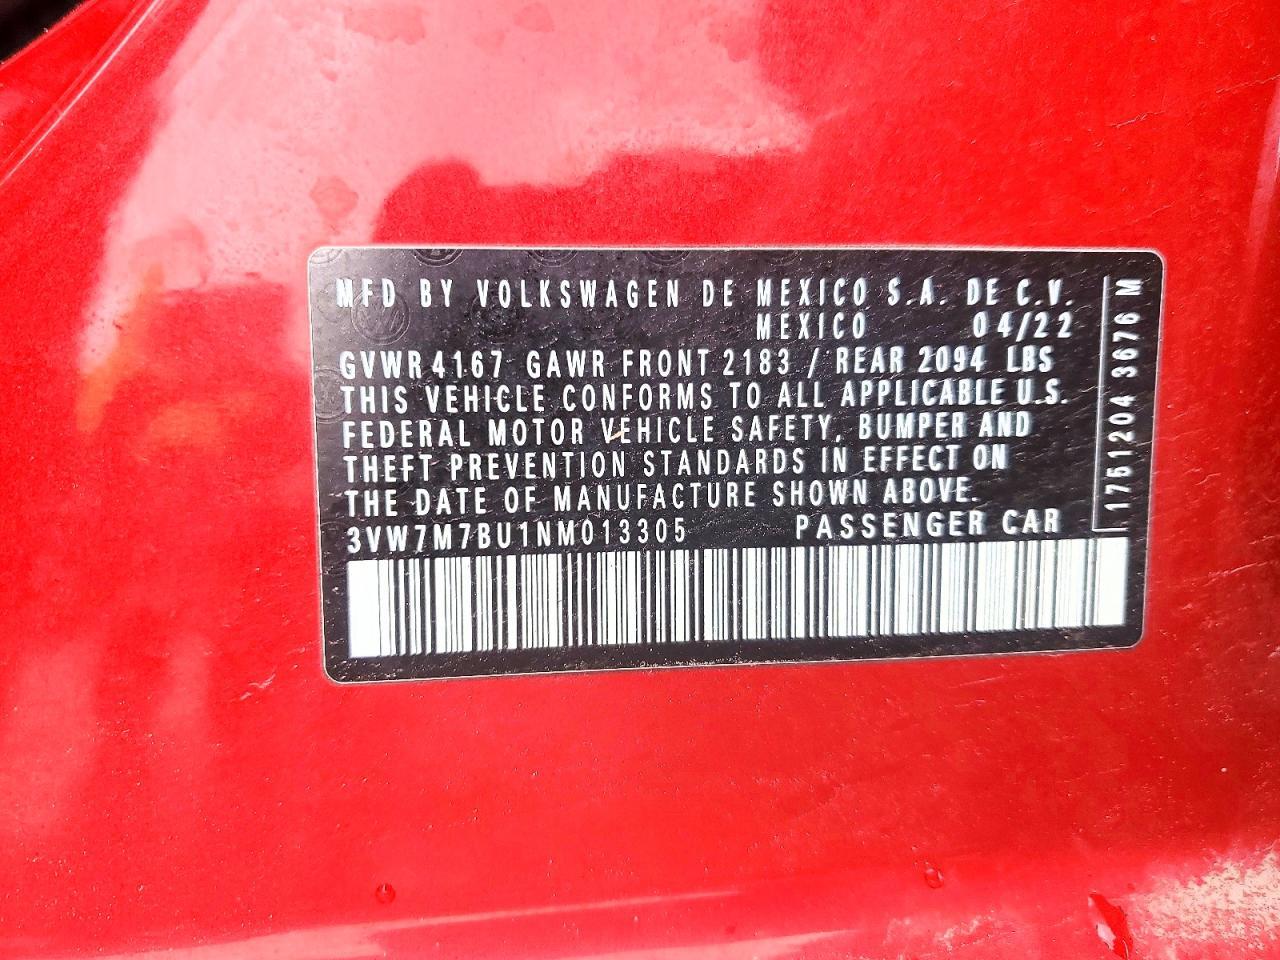 MFD BY VOLKSWAGEN DE MEXICO S.A. DE C.V.
MEXICO 04/22
GVWR 4167 GAWR FRONT 2183 / REAR 2094 LBS
THIS VEHICLE CONFORMS TO ALL APPLICABLE U.S.
FEDERAL MOTOR VEHICLE SAFETY, BUMPER AND
THEFT PREVENTION STANDARDS IN EFFECT ON
THE DATE OF MANUFACTURE SHOWN ABOVE.
3VW7M7BU1NM013305 PASSENGER CAR
1751204 3676 M